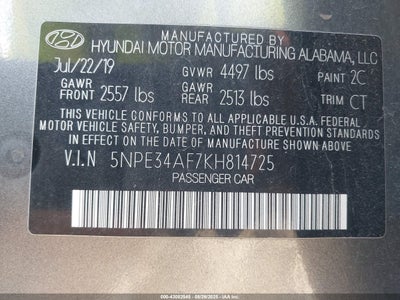 MANUFACTURED BY
HYUNDAI MOTOR MANUFACTURING ALABAMA, LLC
Jul/22/19 GVWR 4497 lbs PAINT 2C
GAWR FRONT 2557 lbs GAWR REAR 2513 lbs TRIM CT
THIS VEHICLE CONFORMS TO ALL APPLICABLE U.S. FEDERAL
MOTOR VEHICLE SAFETY, BUMPER, AND THEFT PREVENTION
STANDARDS IN EFFECT ON THE DATE OF MANUFACTURE
V.I.N 5NPE34AF7KH814725
PASSENGER CAR